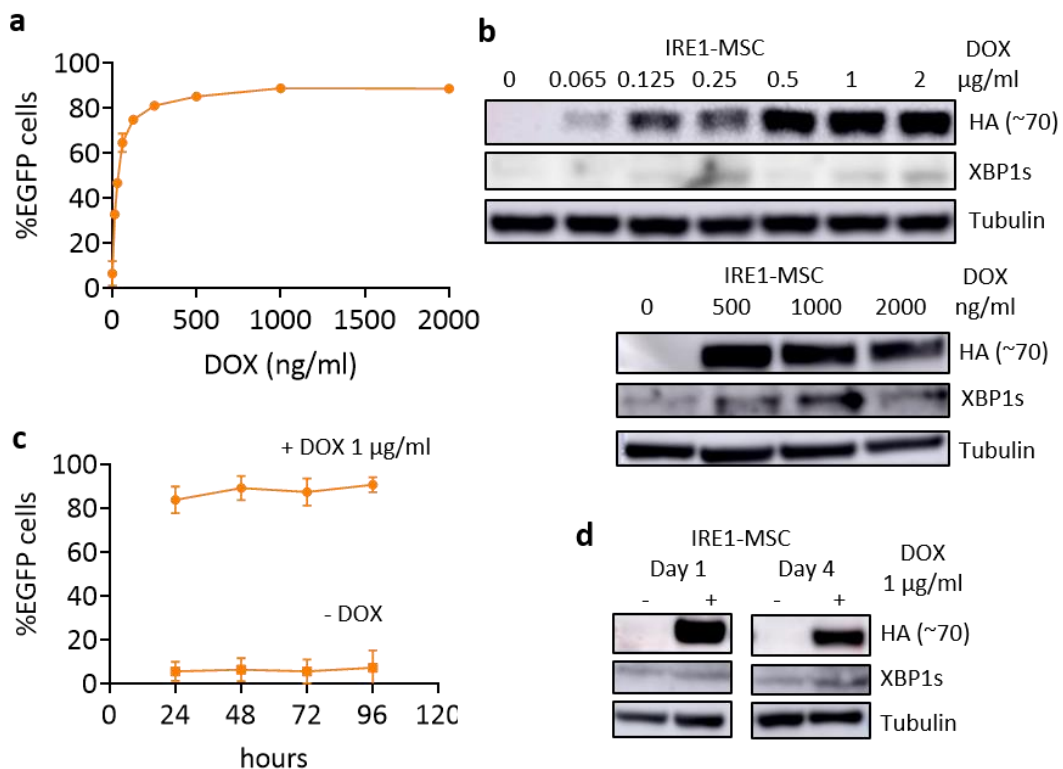 a
100
80
60
40
20
0
%EGFP cells
0 500 1000 1500 2000
DOX (ng/ml)
b
IRE1-MSC DOX
0 0.065 0.125 0.25 0.5 1 2 µg/ml
HA (~70)
XBP1s
Tubulin
IRE1-MSC DOX
0 500 1000 2000 ng/ml
HA (~70)
XBP1s
Tubulin
c
+ DOX 1 µg/ml
100
80
60
40
20
0
%EGFP cells
- DOX
0 24 48 72 96 120
hours
d
IRE1-MSC
Day 1 Day 4 DOX
- + - + 1 µg/ml
HA (~70)
XBP1s
Tubulin